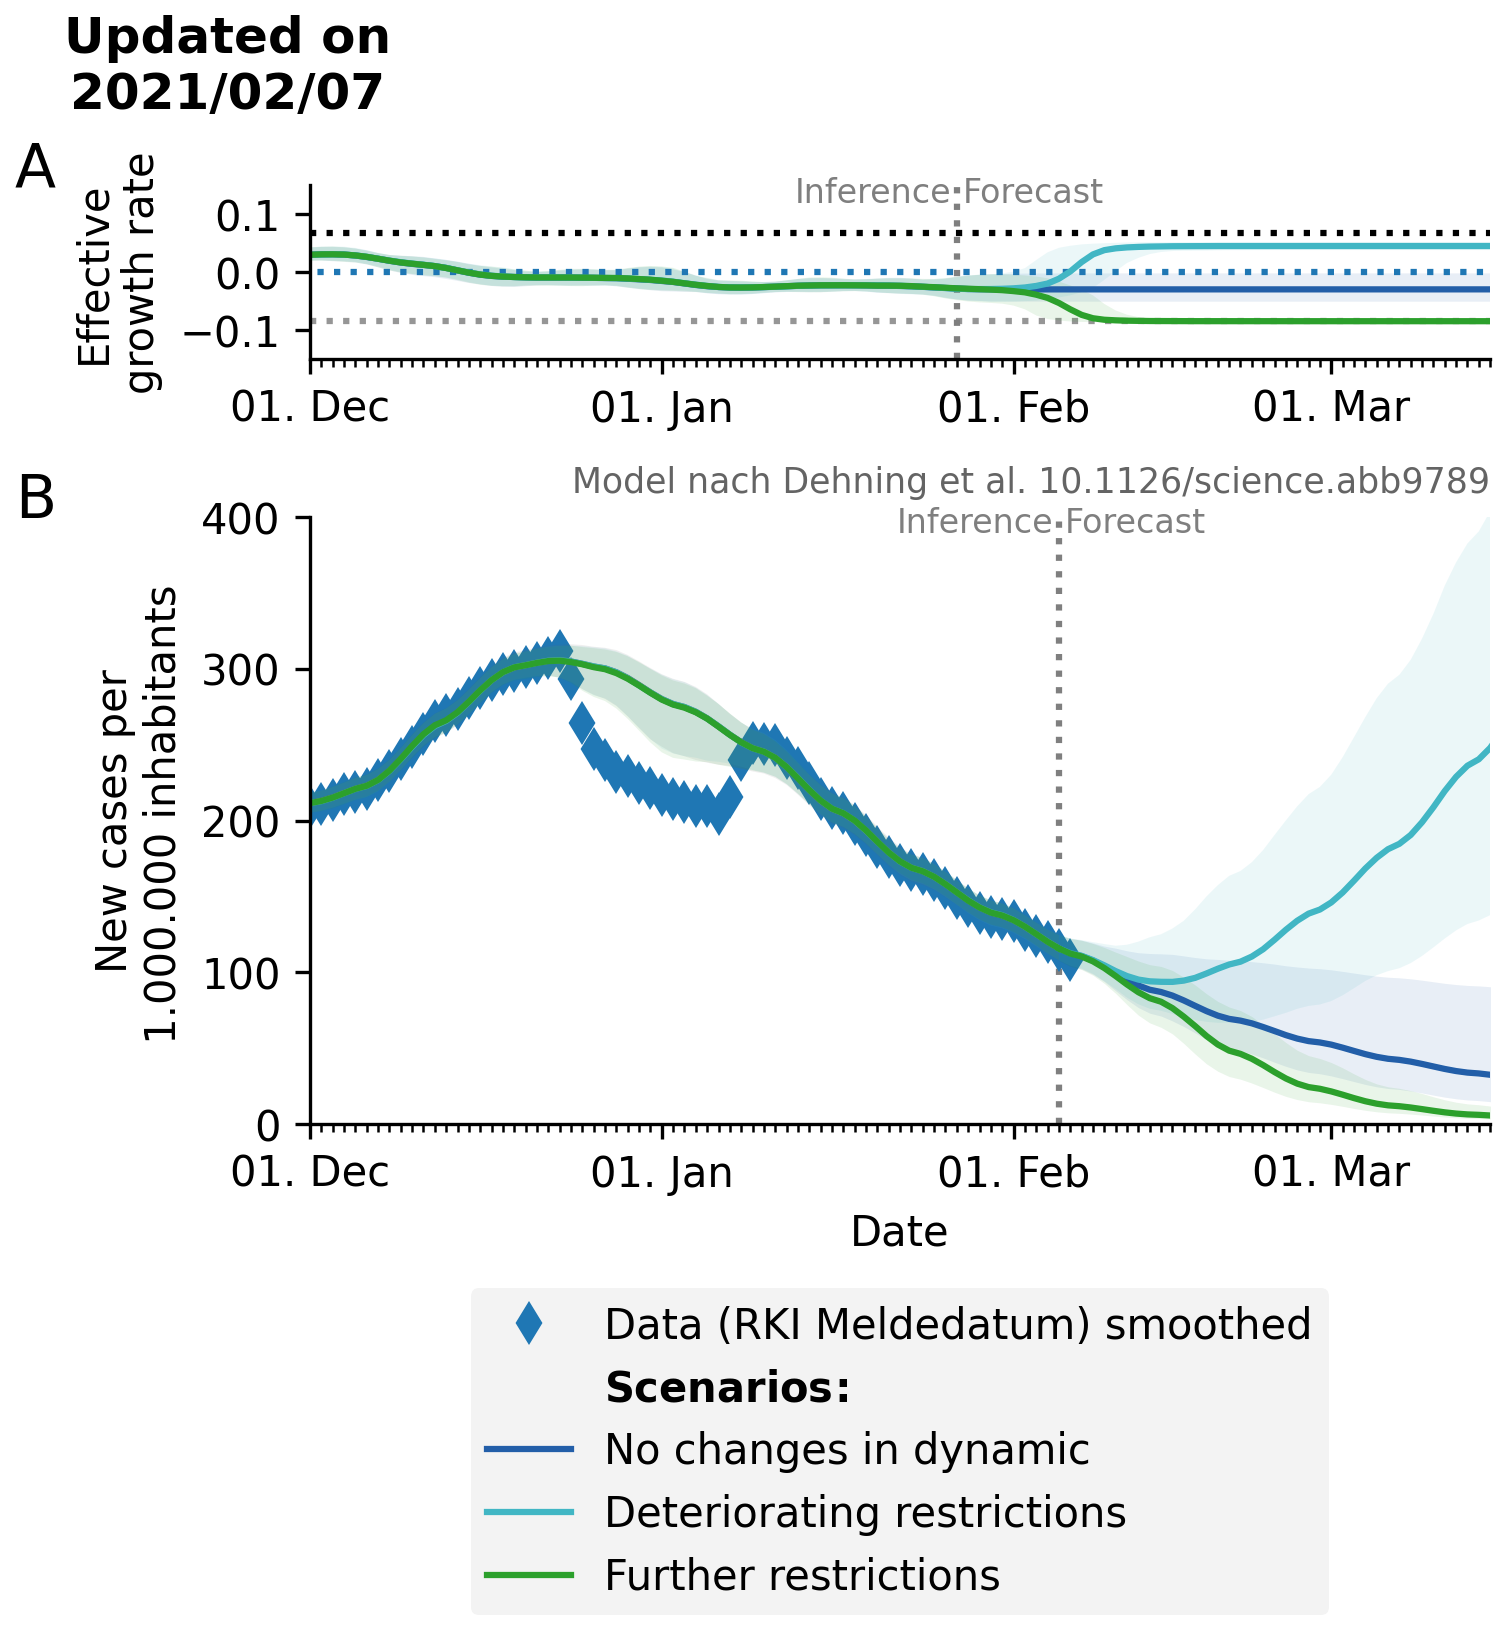 Updated on
2021/02/07
A
Effective
growth rate
0.1
0.0
−0.1
Inference Forecast
01. Dec 01. Jan 01. Feb 01. Mar
B
Model nach Dehning et al. 10.1126/science.abb9789
Inference Forecast
New cases per
1.000.000 inhabitants
400
300
200
100
0
01. Dec 01. Jan 01. Feb 01. Mar
Date
Data (RKI Meldedatum) smoothed
Scenarios:
No changes in dynamic
Deteriorating restrictions
Further restrictions